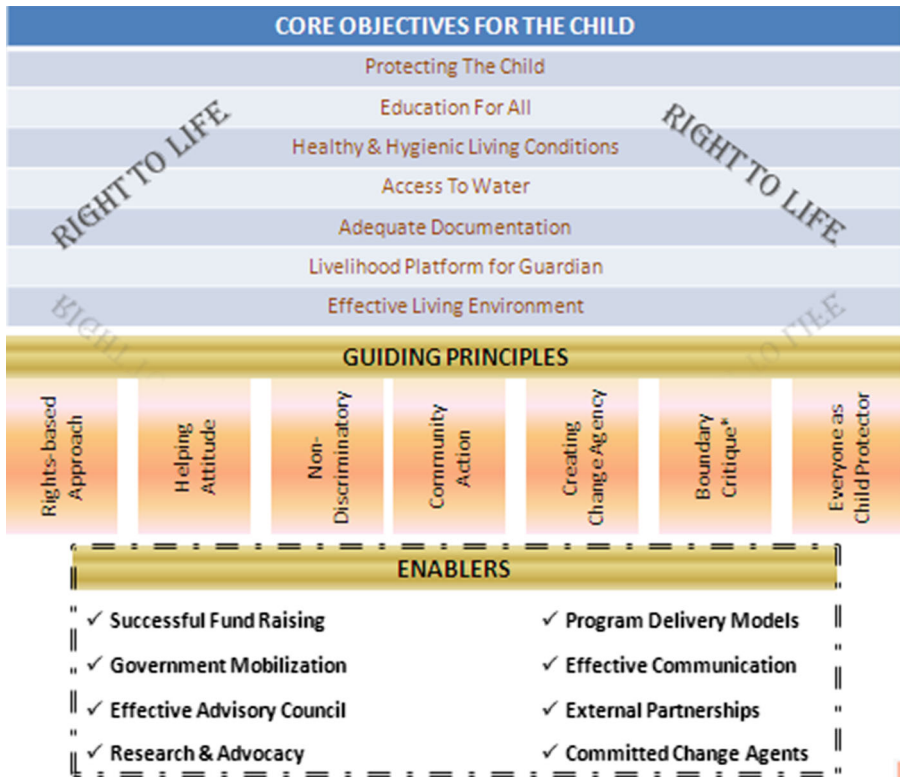 CORE OBJECTIVES FOR THE CHILD
Protecting The Child
Education For All
Healthy & Hygienic Living Conditions
Access To Water
Adequate Documentation
Livelihood Platform for Guardian
Effective Living Environment
RIGHT TO LIFE
RIGHT TO LIFE
GUIDING PRINCIPLES
Rights-based
Approach
Helping
Attitude
Non-
Discriminatory
Community
Action
Creating
Change Agency
Boundary
Critique*
Everyone as
Child Protector
ENABLERS
✓ Successful Fund Raising
✓ Government Mobilization
✓ Effective Advisory Council
✓ Research & Advocacy
✓ Program Delivery Models
✓ Effective Communication
✓ External Partnerships
✓ Committed Change Agents